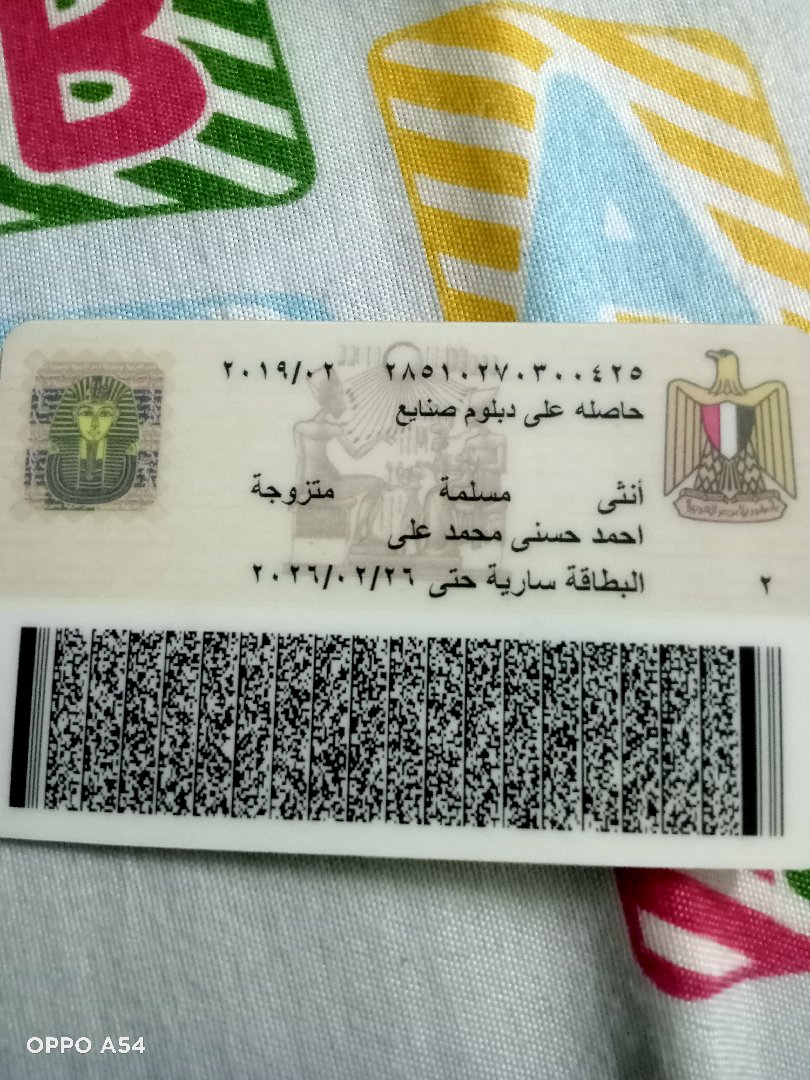 B
A
٢٨٥١٠٢٧٠٣٠٠٤٢٥ ٢٠١٩/٠٢
حاصله على دبلوم صنايع
أنثى مسلمة متزوجة
احمد حسنى محمد على
البطاقة سارية حتى ٢٠٢٦/٠٢/٢٦
٢
OPPO A54